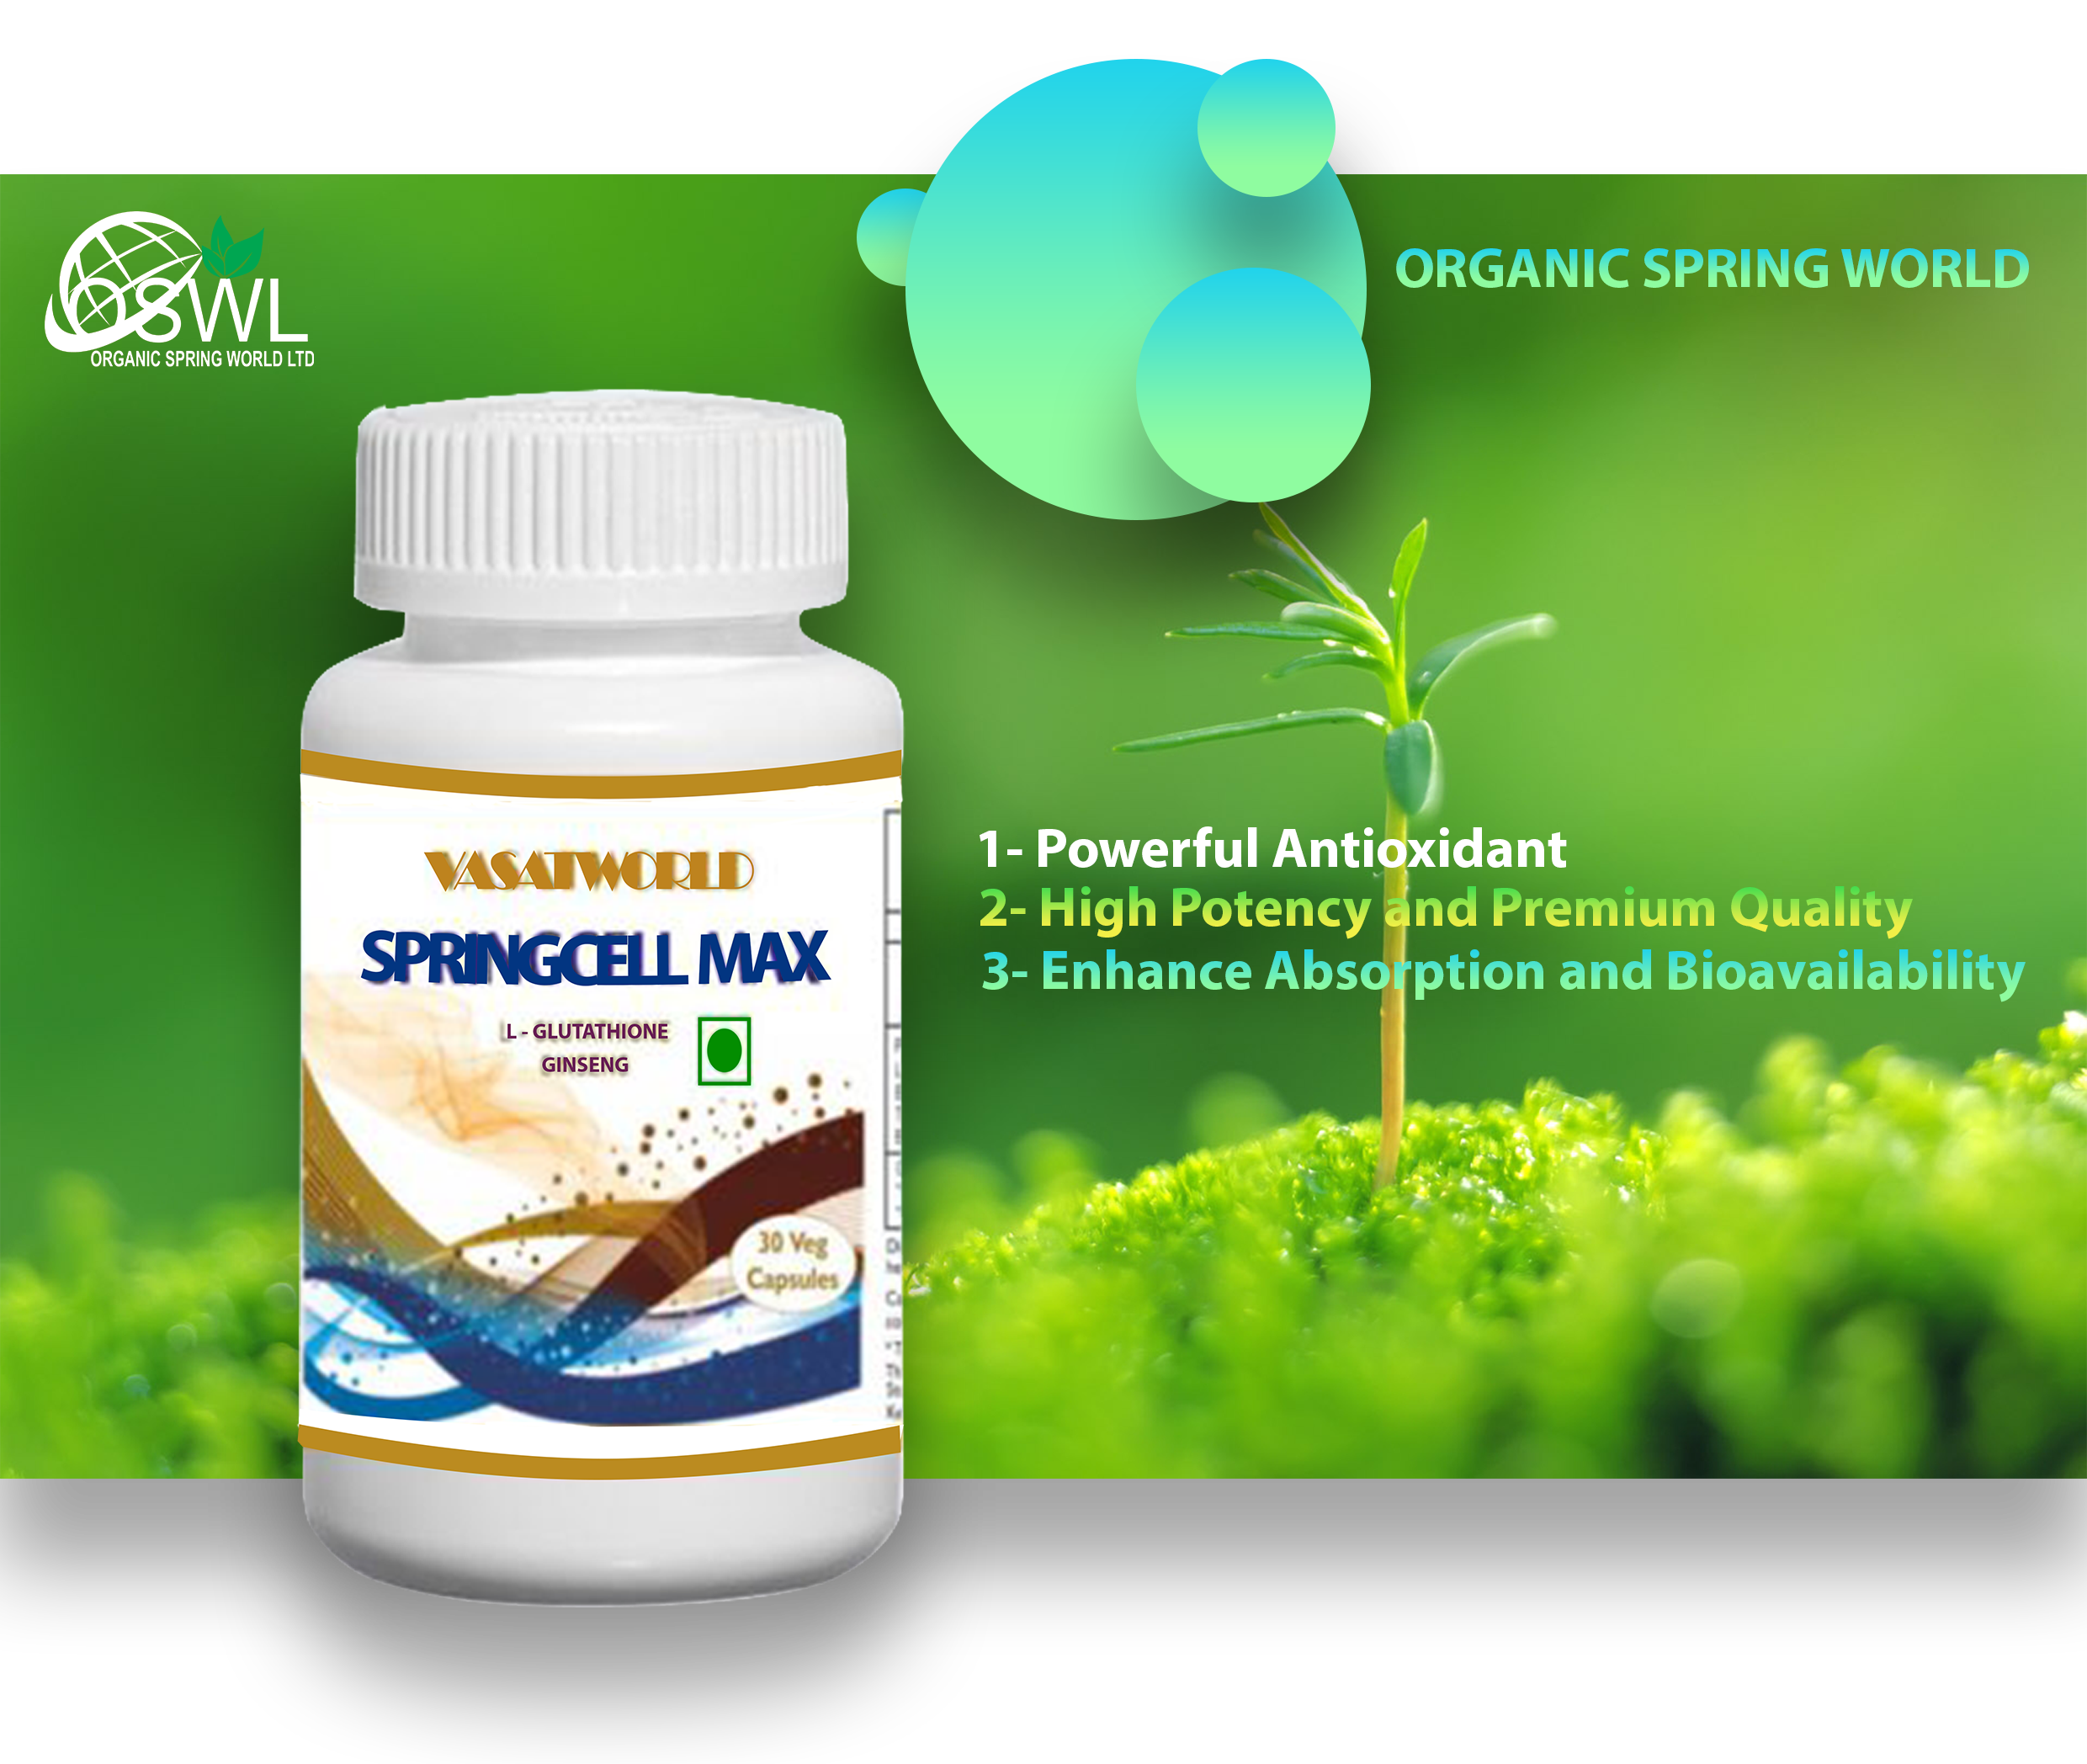 OSWL
ORGANIC SPRING WORLD LTD
ORGANIC SPRING WORLD
VASATWORLD
SPRINGCELL MAX
L - GLUTATHIONE
GINSENG
30 Veg
Capsules
1- Powerful Antioxidant
2- High Potency and Premium Quality
3- Enhance Absorption and Bioavailability